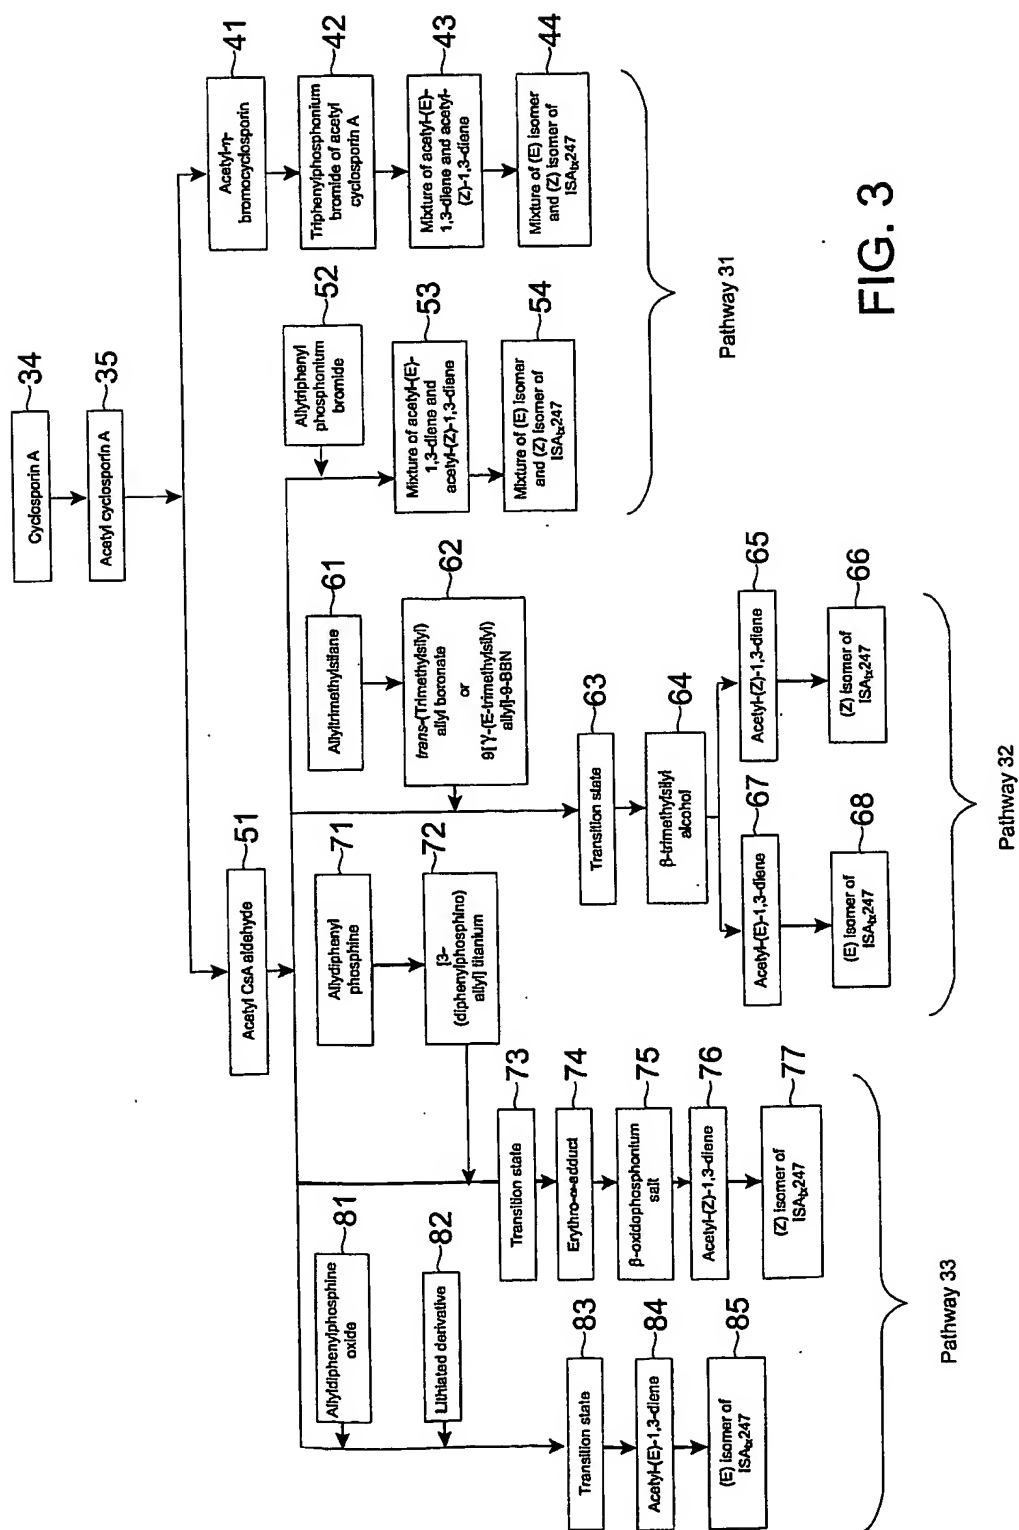 34
Cyclosporin A
35
Acetyl cyclosporin A
41
Acetyl-η-
bromocyclosporin
42
Triphenylphosphonium
bromide of acetyl
cyclosporin A
43
Mixture of acetyl-(E)-
1,3-diene and acetyl-
(Z)-1,3-diene
44
Mixture of (E) isomer
and (Z) isomer of
ISAtx247
51
Acetyl CsA aldehyde
52
Allytriphenyl
phosphonium
bromide
53
Mixture of acetyl-(E)-
1,3-diene and
acetyl-(Z)-1,3-diene
54
Mixture of (E) isomer
and (Z) isomer of
ISAtx247
Pathway 31
61
Allyltrimethylsilane
62
trans-(Trimethylsilyl)
allyl boronate
or
9[γ-(E-trimethylsilyl)
allyl]-9-BBN
63
Transition state
64
β-trimethylsilyl
alcohol
65
Acetyl-(Z)-1,3-diene
66
(Z) isomer of
ISAtx247
67
Acetyl-(E)-1,3-diene
68
(E) isomer of
ISAtx247
Pathway 32
71
Allydiphenyl
phosphine
72
[3-
(diphenylphosphino)
allyl] titanium
73
Transition state
74
Erythro-α-adduct
75
β-oxidophosphonium
salt
76
Acetyl-(Z)-1,3-diene
77
(Z) isomer of
ISAtx247
81
Allyldiphenylphosphine
oxide
82
Lithiated derivative
83
Transition state
84
Acetyl-(E)-1,3-diene
85
(E) isomer of
ISAtx247
Pathway 33
FIG. 3